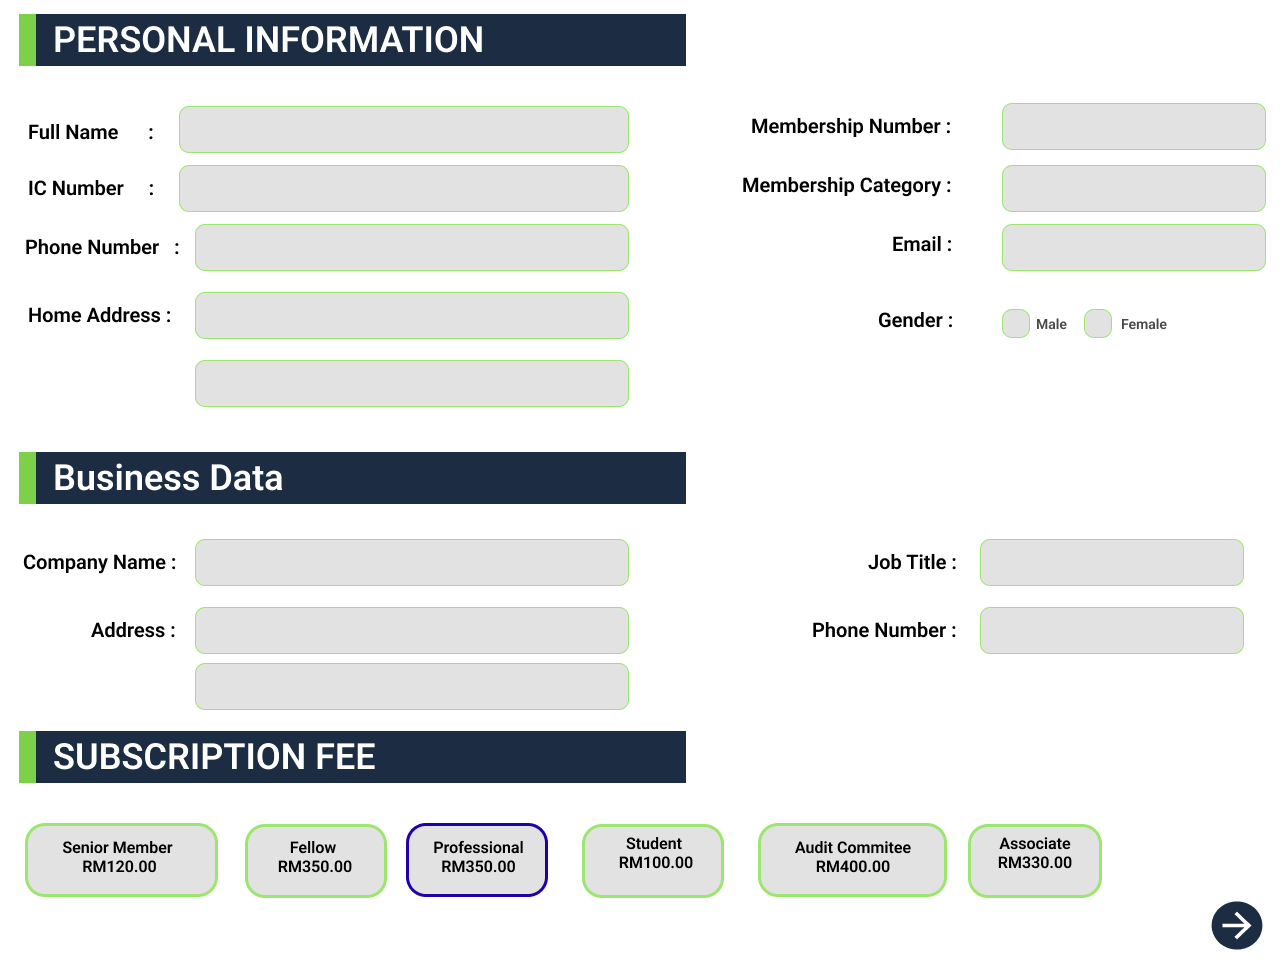 PERSONAL INFORMATION
Full Name :
Membership Number :
IC Number :
Membership Category :
Phone Number :
Email :
Home Address :
Gender :
Male
Female
Business Data
Company Name :
Job Title :
Address :
Phone Number :
SUBSCRIPTION FEE
Senior Member
RM120.00
Fellow
RM350.00
Professional
RM350.00
Student
RM100.00
Audit Commitee
RM400.00
Associate
RM330.00